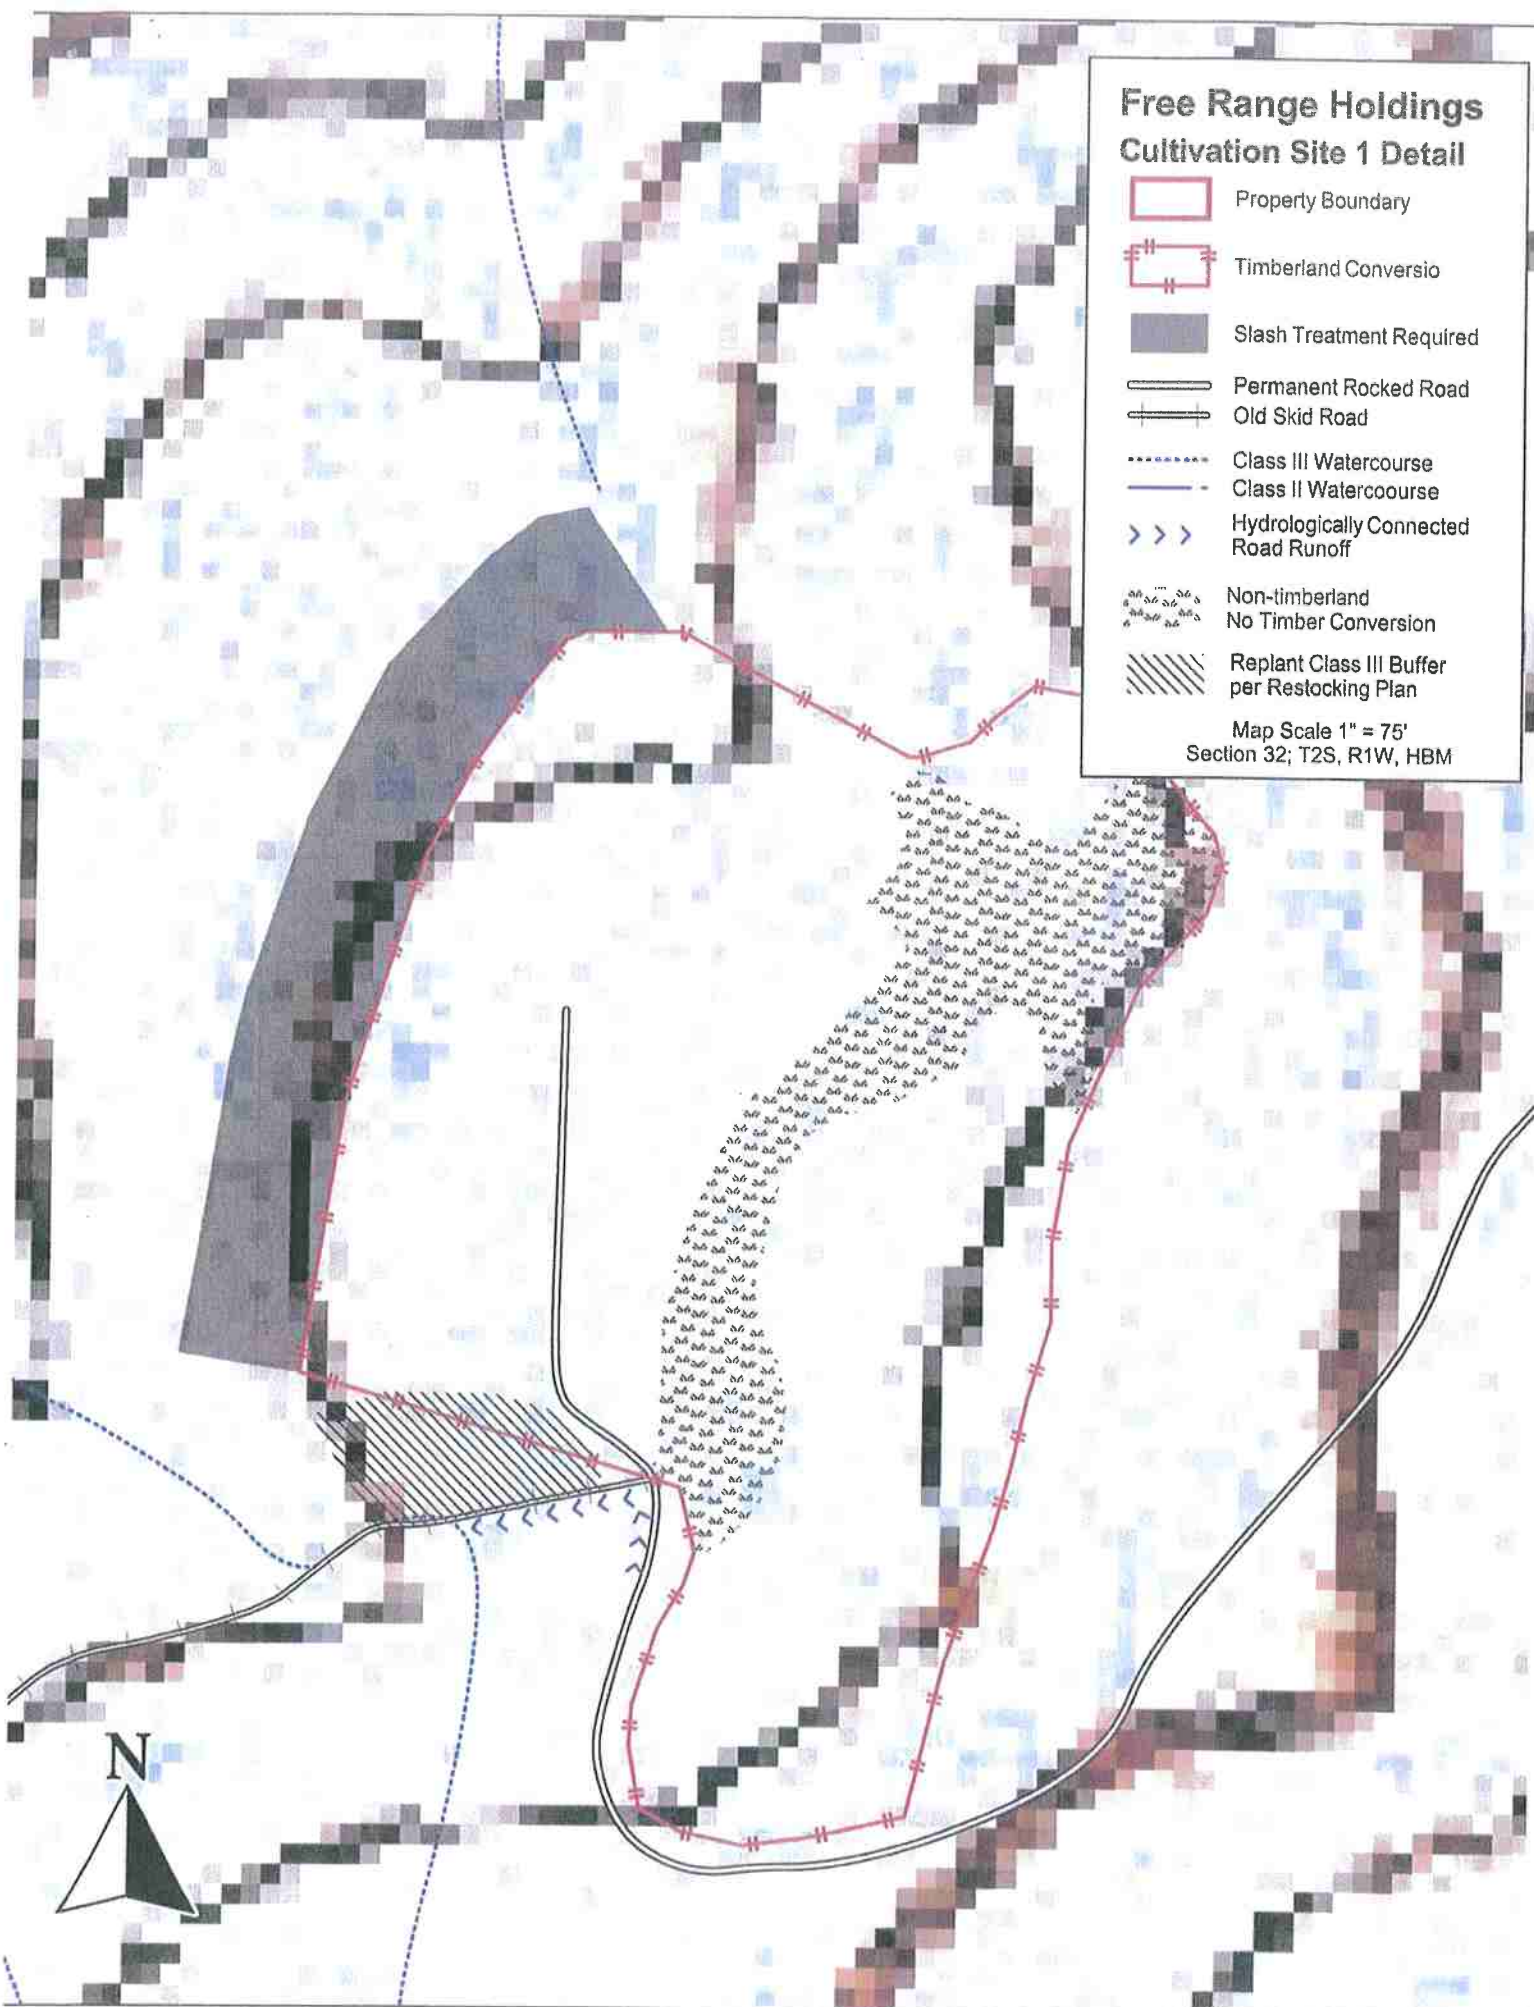 Free Range Holdings
Cultivation Site 1 Detail
Property Boundary
Timberland Conversio
Slash Treatment Required
Permanent Rocked Road
Old Skid Road
Class III Watercourse
Class II Watercoourse
Hydrologically Connected
Road Runoff
Non-timberland
No Timber Conversion
Replant Class III Buffer
per Restocking Plan
Map Scale 1" = 75'
Section 32; T2S, R1W, HBM
N